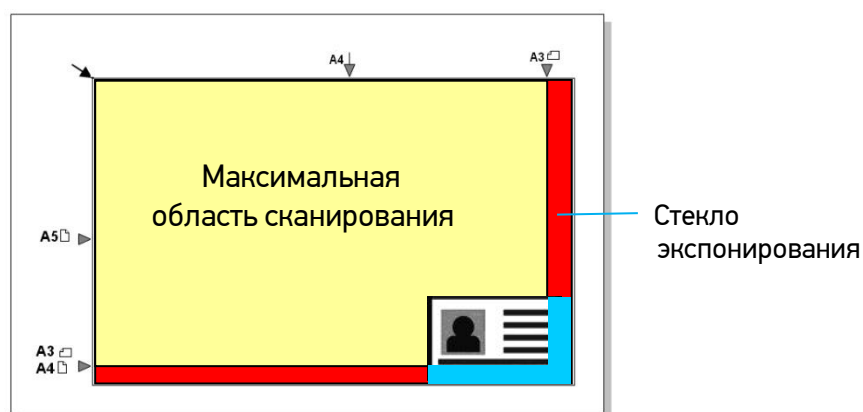 A4
A3
Максимальная
область сканирования
A5
Стекло
экспонирования
A3
A4